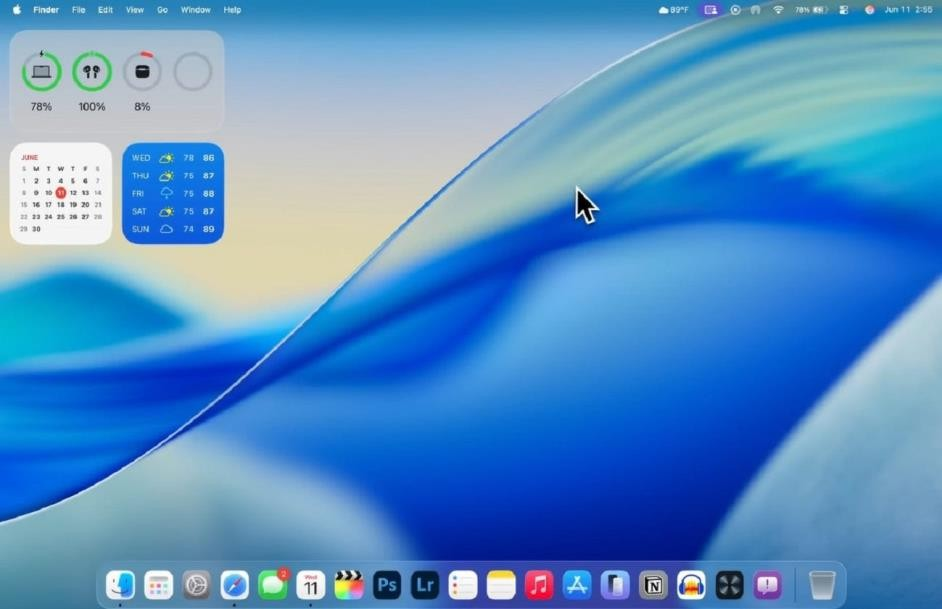 Finder File Edit View Go Window Help 89°F 78% Jun 11 2:55
78% 100% 8%
JUNE
S M T W T F S
1 2 3 4 5 6 7
8 9 10 11 12 13 14
15 16 17 18 19 20 21
22 23 24 25 26 27 28
29 30
WED 78 86
THU 75 87
FRI 75 88
SAT 75 87
SUN 74 89
2
Wed
11
Ps Lr
N